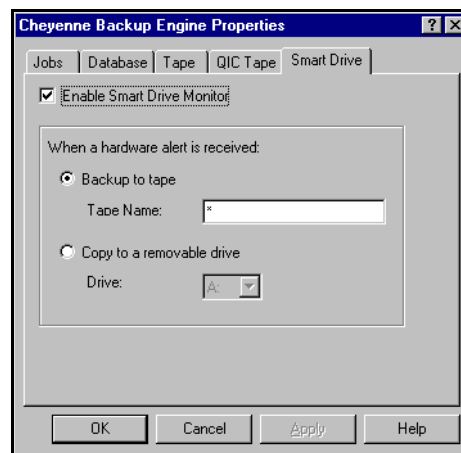 Cheyenne Backup Engine Properties
Jobs Database Tape QIC Tape Smart Drive
Enable Smart Drive Monitor
When a hardware alert is received:
Backup to tape
Tape Name: *
Copy to a removable drive
Drive: A:
OK Cancel Apply Help